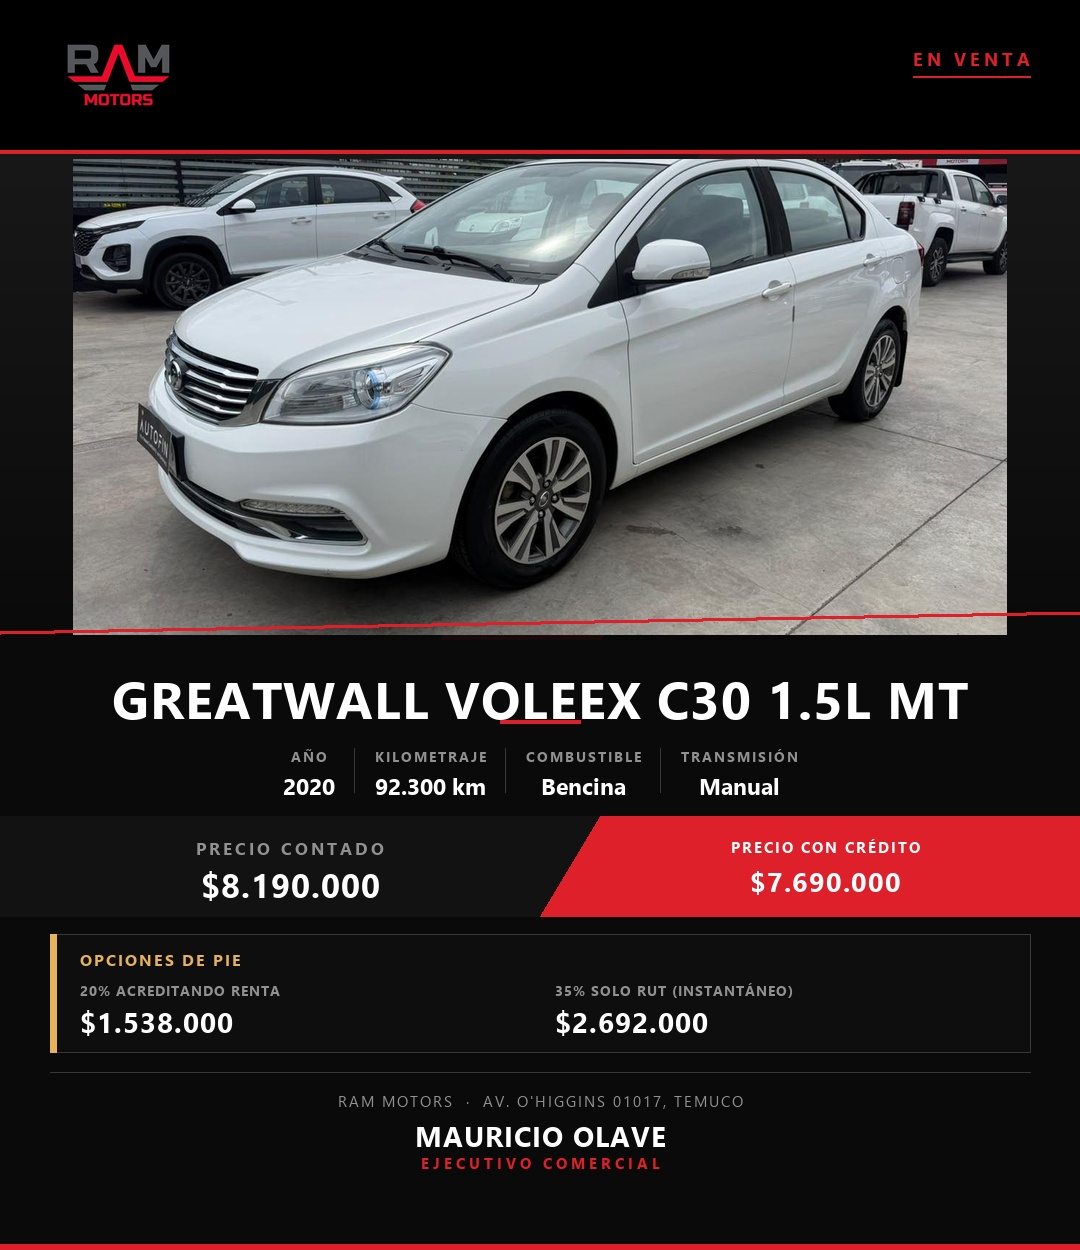 RAM
MOTORS
EN VENTA
MOTORS
AUTOFIN
GREATWALL VOLEEX C30 1.5L MT
AÑO KILOMETRAJE COMBUSTIBLE TRANSMISIÓN
2020 92.300 km Bencina Manual
PRECIO CONTADO
$8.190.000
PRECIO CON CRÉDITO
$7.690.000
OPCIONES DE PIE
20% ACREDITANDO RENTA
$1.538.000
35% SOLO RUT (INSTANTÁNEO)
$2.692.000
RAM MOTORS · AV. O'HIGGINS 01017, TEMUCO
MAURICIO OLAVE
EJECUTIVO COMERCIAL